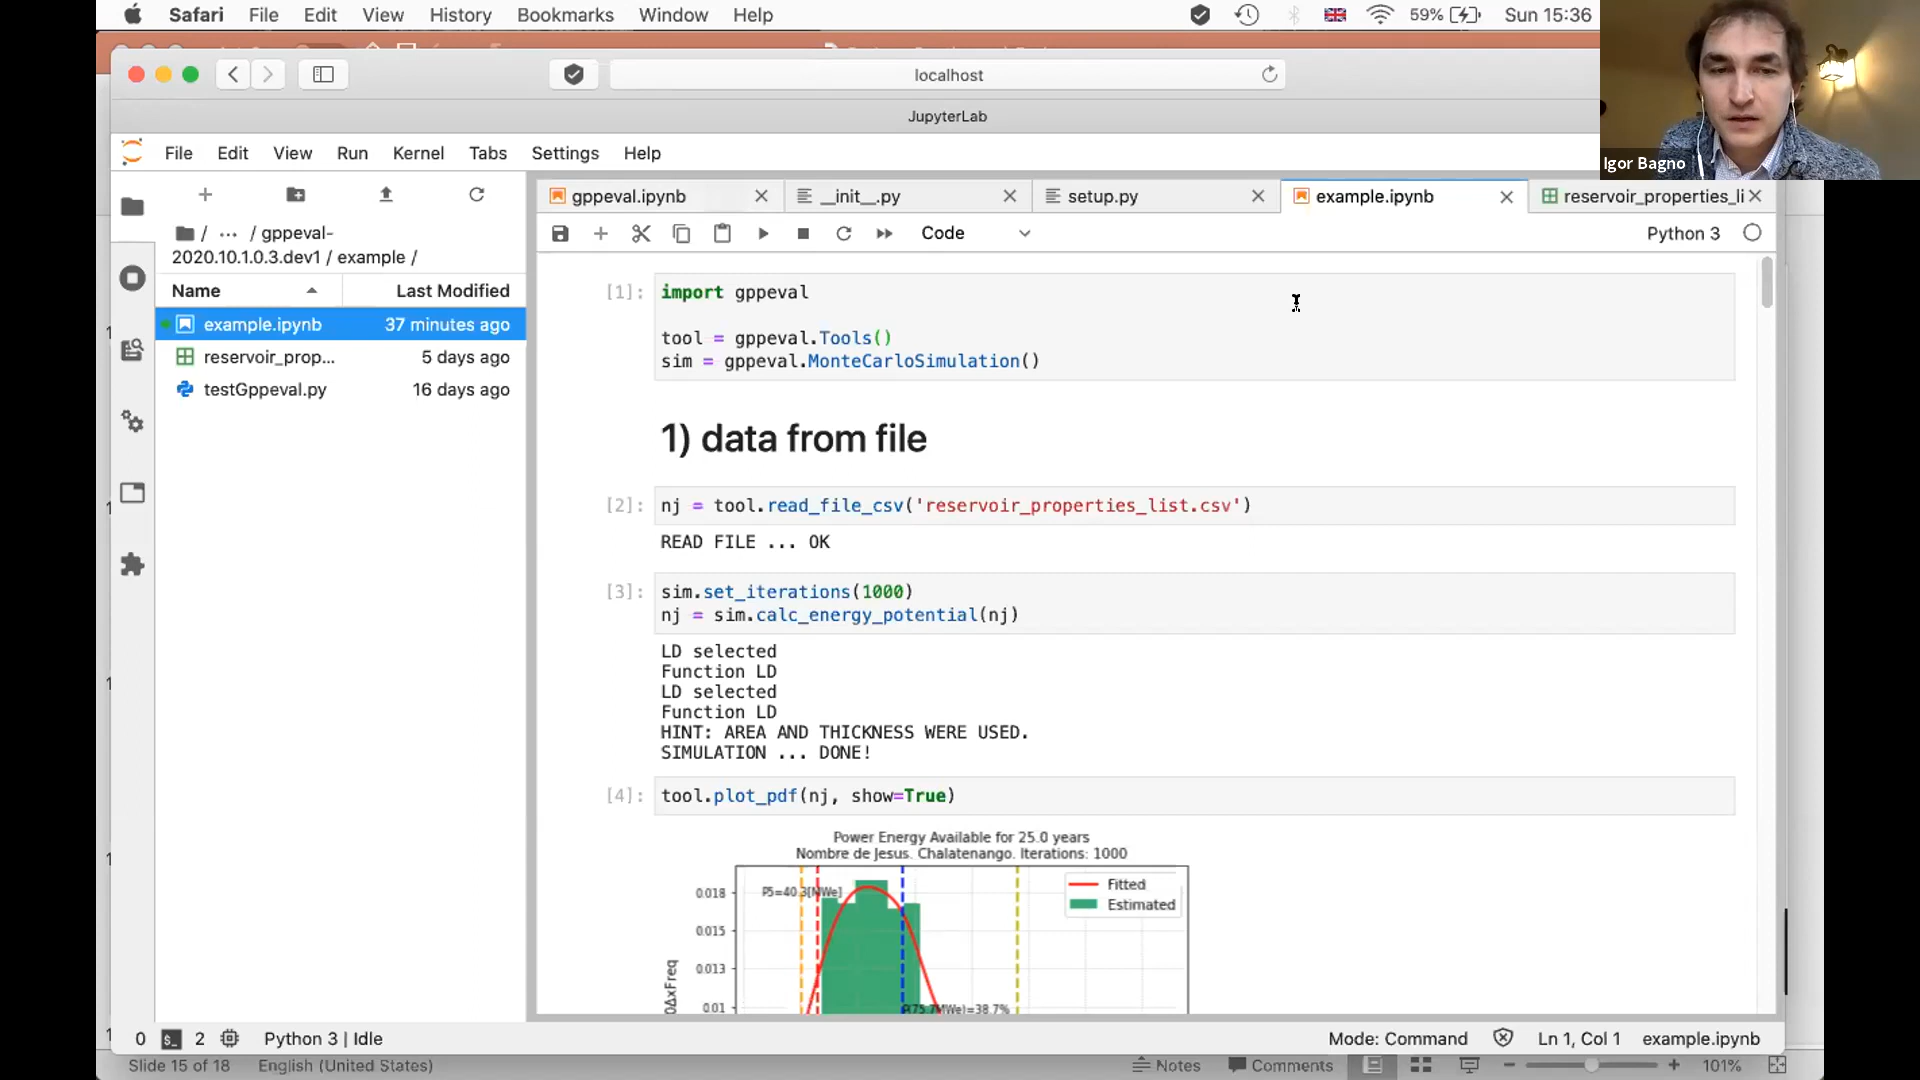 Safari File Edit View History Bookmarks Window Help 59% Sun 15:36
localhost
JupyterLab
Igor Bagno
File Edit View Run Kernel Tabs Settings Help
gppeval.ipynb __init__.py setup.py example.ipynb reservoir_properties_li
Code Python 3
/ ... / gppeval-
2020.10.1.0.3.dev1 / example /
Name Last Modified
example.ipynb 37 minutes ago
reservoir_prop... 5 days ago
testGppeval.py 16 days ago
[1]: import gppeval
tool = gppeval.Tools()
sim = gppeval.MonteCarloSimulation()
1) data from file
[2]: nj = tool.read_file_csv('reservoir_properties_list.csv')
READ FILE ... OK
[3]: sim.set_iterations(1000)
nj = sim.calc_energy_potential(nj)
LD selected
Function LD
LD selected
Function LD
HINT: AREA AND THICKNESS WERE USED.
SIMULATION ... DONE!
[4]: tool.plot_pdf(nj, show=True)
Power Energy Available for 25.0 years
Nombre de Jesus. Chalatenango. Iterations: 1000
Fitted
Estimated
P5=40.3[MWe]
0.018
0.015
0.013
0.01
(75.7MWe)=38.7%
0 2 Python 3 | Idle Mode: Command Ln 1, Col 1 example.ipynb
Slide 15 of 18 English (United States) Notes Comments 101%